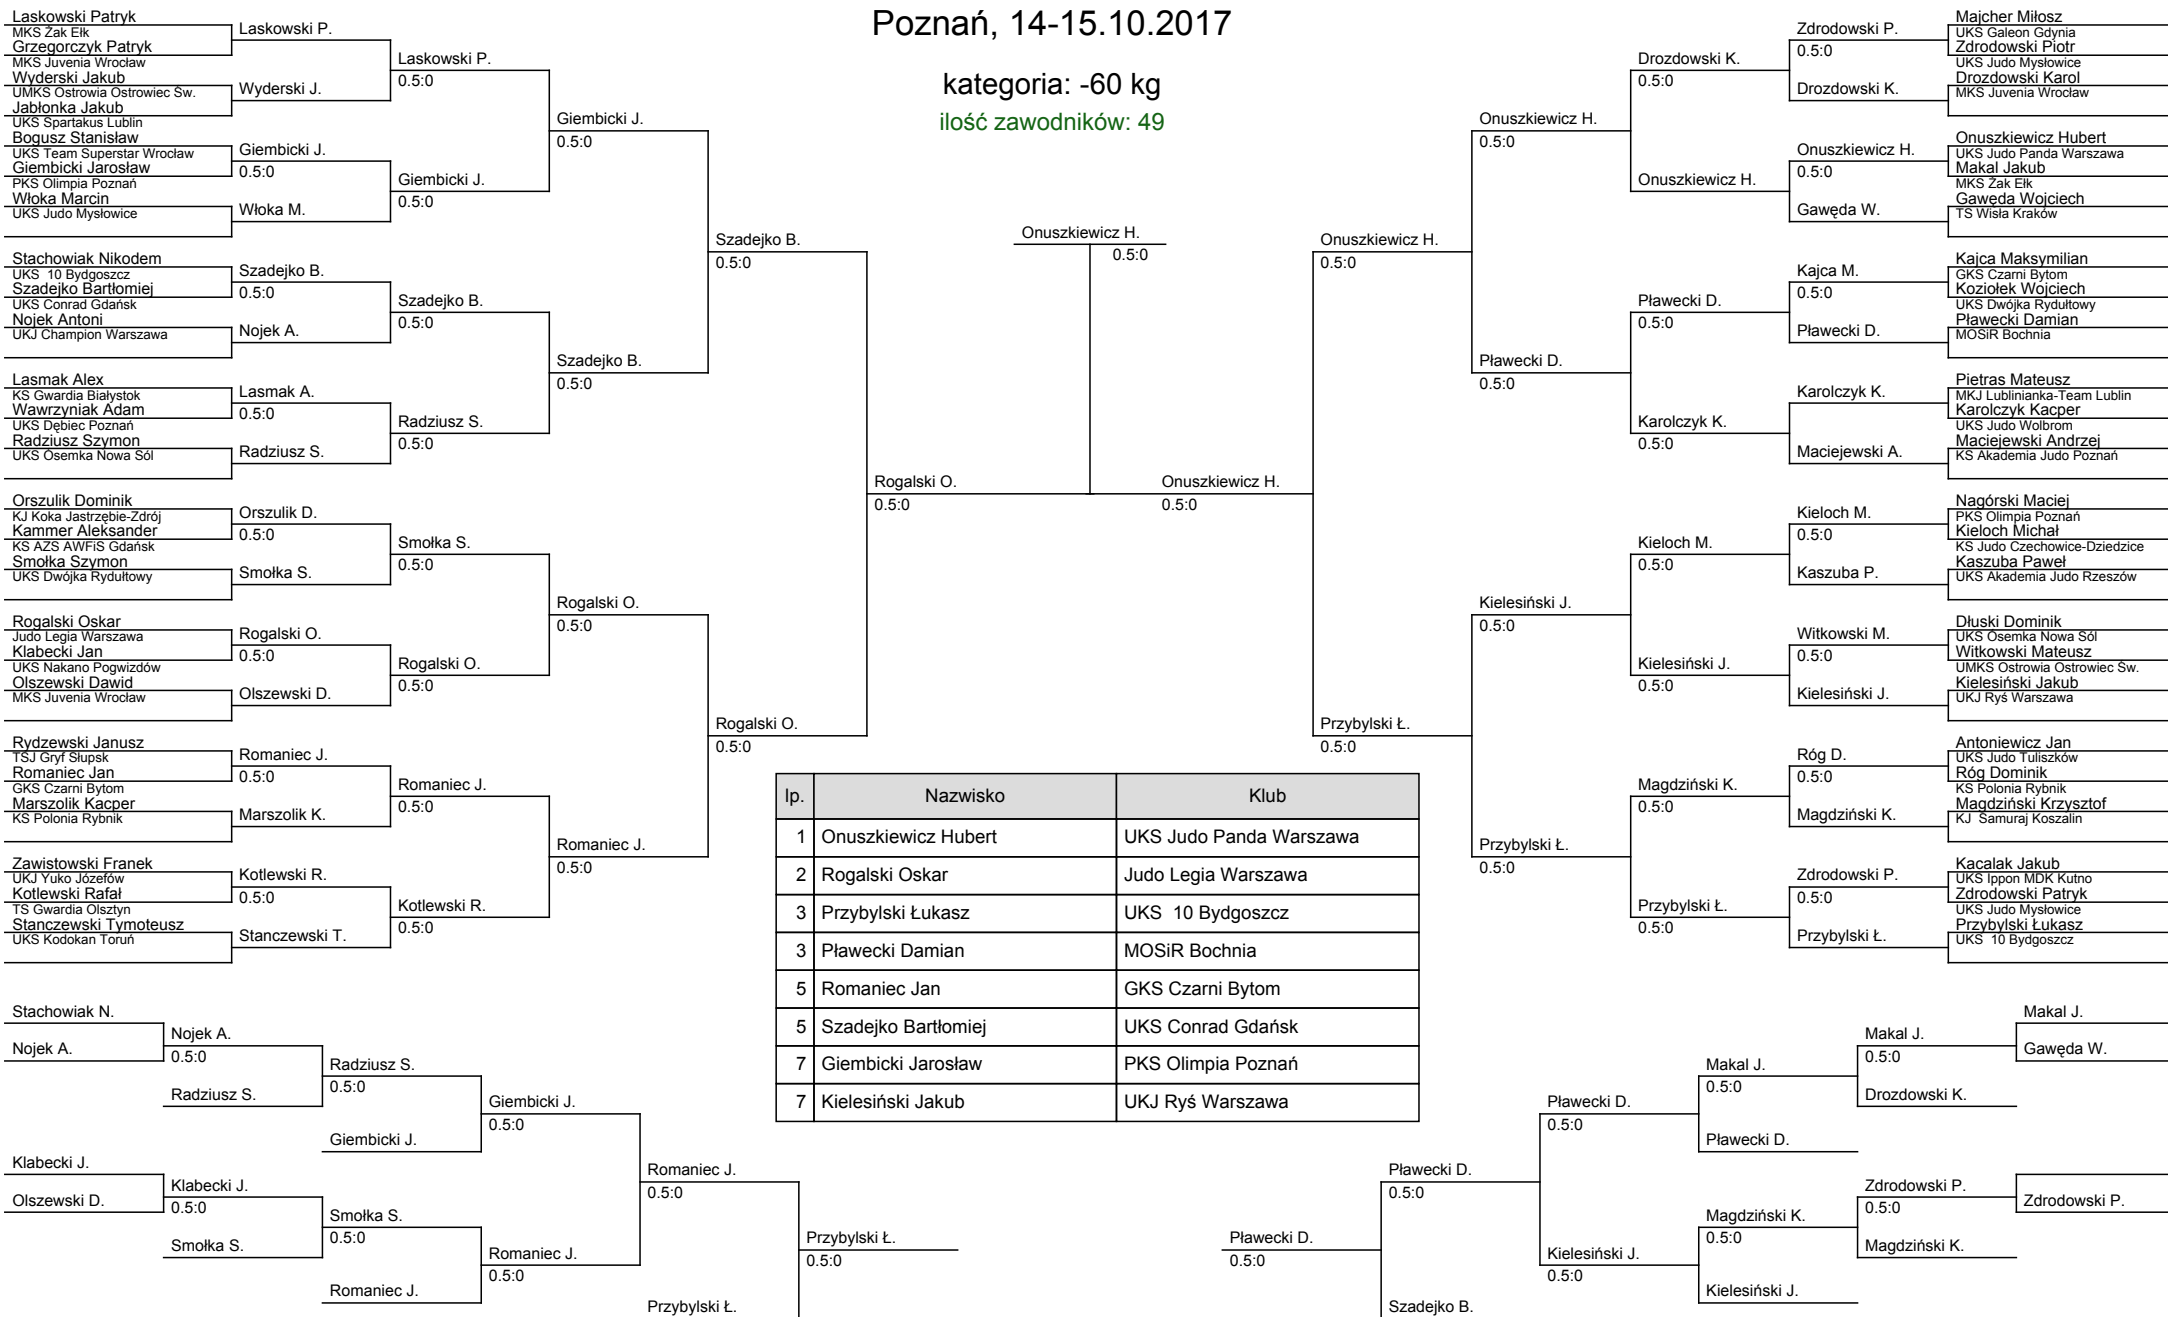 Poznań, 14-15.10.2017
kategoria: -60 kg
ilość zawodników: 49
Laskowski Patryk
MKS Żak Ełk
Grzegorczyk Patryk
MKS Juvenia Wrocław
Wyderski Jakub
UMKS Ostrowia Ostrowiec Św.
Jabłonka Jakub
UKS Spartakus Lublin
Bogusz Stanisław
UKS Team Superstar Wrocław
Giembicki Jarosław
PKS Olimpia Poznań
Włoka Marcin
UKS Judo Mysłowice
Stachowiak Nikodem
UKS 10 Bydgoszcz
Szadejko Bartłomiej
UKS Conrad Gdańsk
Nojek Antoni
UKJ Champion Warszawa
Lasmak Alex
KS Gwardia Białystok
Wawrzyniak Adam
UKS Dębiec Poznań
Radziusz Szymon
UKS Ósemka Nowa Sól
Orszulik Dominik
KJ Koka Jastrzębie-Zdrój
Kammer Aleksander
KS AZS AWFiS Gdańsk
Smołka Szymon
UKS Dwójka Rydułtowy
Rogalski Oskar
Judo Legia Warszawa
Klabecki Jan
UKS Nakano Pogwizdów
Olszewski Dawid
MKS Juvenia Wrocław
Rydzewski Janusz
TSJ Gryf Słupsk
Romaniec Jan
GKS Czarni Bytom
Marszolik Kacper
KS Polonia Rybnik
Zawistowski Franek
UKJ Yuko Józefów
Kotlewski Rafał
TS Gwardia Olsztyn
Stanczewski Tymoteusz
UKS Kodokan Toruń
Laskowski P.
Wyderski J.
Giembicki J.
0.5:0
Włoka M.
Szadejko B.
0.5:0
Nojek A.
Lasmak A.
0.5:0
Radziusz S.
Orszulik D.
0.5:0
Smołka S.
Rogalski O.
0.5:0
Olszewski D.
Romaniec J.
0.5:0
Marszolik K.
Kotlewski R.
0.5:0
Stanczewski T.
Laskowski P.
0.5:0
Giembicki J.
0.5:0
Szadejko B.
0.5:0
Radziusz S.
0.5:0
Smołka S.
0.5:0
Rogalski O.
0.5:0
Romaniec J.
0.5:0
Kotlewski R.
0.5:0
Giembicki J.
0.5:0
Szadejko B.
0.5:0
Rogalski O.
0.5:0
Romaniec J.
0.5:0
Szadejko B.
0.5:0
Rogalski O.
0.5:0
Rogalski O.
0.5:0
Onuszkiewicz H.
0.5:0
Onuszkiewicz H.
0.5:0
Onuszkiewicz H.
0.5:0
Przybylski Ł.
0.5:0
Onuszkiewicz H.
0.5:0
Pławecki D.
0.5:0
Kielesiński J.
0.5:0
Przybylski Ł.
0.5:0
Drozdowski K.
0.5:0
Onuszkiewicz H.
Pławecki D.
0.5:0
Karolczyk K.
0.5:0
Kieloch M.
0.5:0
Kielesiński J.
0.5:0
Magdziński K.
0.5:0
Przybylski Ł.
0.5:0
Zdrodowski P.
0.5:0
Drozdowski K.
Onuszkiewicz H.
0.5:0
Gawęda W.
Kajca M.
0.5:0
Pławecki D.
Karolczyk K.
Maciejewski A.
Kieloch M.
0.5:0
Kaszuba P.
Witkowski M.
0.5:0
Kielesiński J.
Róg D.
0.5:0
Magdziński K.
Zdrodowski P.
0.5:0
Przybylski Ł.
Majcher Miłosz
UKS Galeon Gdynia
Zdrodowski Piotr
UKS Judo Mysłowice
Drozdowski Karol
MKS Juvenia Wrocław
Onuszkiewicz Hubert
UKS Judo Panda Warszawa
Makal Jakub
MKS Żak Ełk
Gawęda Wojciech
TS Wisła Kraków
Kajca Maksymilian
GKS Czarni Bytom
Koziołek Wojciech
UKS Dwójka Rydułtowy
Pławecki Damian
MOSiR Bochnia
Pietras Mateusz
MKJ Lublinianka-Team Lublin
Karolczyk Kacper
UKS Judo Wolbrom
Maciejewski Andrzej
KS Akademia Judo Poznań
Nagórski Maciej
PKS Olimpia Poznań
Kieloch Michał
KS Judo Czechowice-Dziedzice
Kaszuba Paweł
UKS Akademia Judo Rzeszów
Dłuski Dominik
UKS Ósemka Nowa Sól
Witkowski Mateusz
UMKS Ostrowia Ostrowiec Św.
Kielesiński Jakub
UKJ Ryś Warszawa
Antoniewicz Jan
UKS Judo Tuliszków
Róg Dominik
KS Polonia Rybnik
Magdziński Krzysztof
KJ Samuraj Koszalin
Kacalak Jakub
UKS Ippon MDK Kutno
Zdrodowski Patryk
UKS Judo Mysłowice
Przybylski Łukasz
UKS 10 Bydgoszcz
lp. Nazwisko Klub
1 Onuszkiewicz Hubert UKS Judo Panda Warszawa
2 Rogalski Oskar Judo Legia Warszawa
3 Przybylski Łukasz UKS 10 Bydgoszcz
3 Pławecki Damian MOSiR Bochnia
5 Romaniec Jan GKS Czarni Bytom
5 Szadejko Bartłomiej UKS Conrad Gdańsk
7 Giembicki Jarosław PKS Olimpia Poznań
7 Kielesiński Jakub UKJ Ryś Warszawa
Stachowiak N.
Nojek A.
Klabecki J.
Olszewski D.
Nojek A.
0.5:0
Radziusz S.
Klabecki J.
0.5:0
Smołka S.
Radziusz S.
0.5:0
Giembicki J.
Smołka S.
0.5:0
Romaniec J.
Giembicki J.
0.5:0
Romaniec J.
0.5:0
Romaniec J.
0.5:0
Przybylski Ł.
Przybylski Ł.
0.5:0
Pławecki D.
0.5:0
Pławecki D.
0.5:0
Szadejko B.
Pławecki D.
0.5:0
Kielesiński J.
0.5:0
Makal J.
0.5:0
Pławecki D.
Magdziński K.
0.5:0
Kielesiński J.
Makal J.
0.5:0
Drozdowski K.
Zdrodowski P.
0.5:0
Magdziński K.
Makal J.
Gawęda W.
Zdrodowski P.